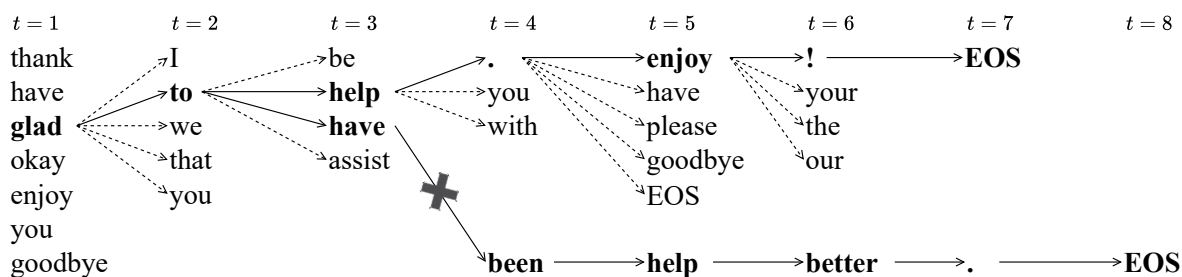 t = 1 t = 2 t = 3 t = 4 t = 5 t = 6 t = 7 t = 8
thank I be . enjoy ! EOS
have to help you have your
glad we have with please the
okay that assist goodbye our
enjoy you EOS
you
goodbye been help better . EOS